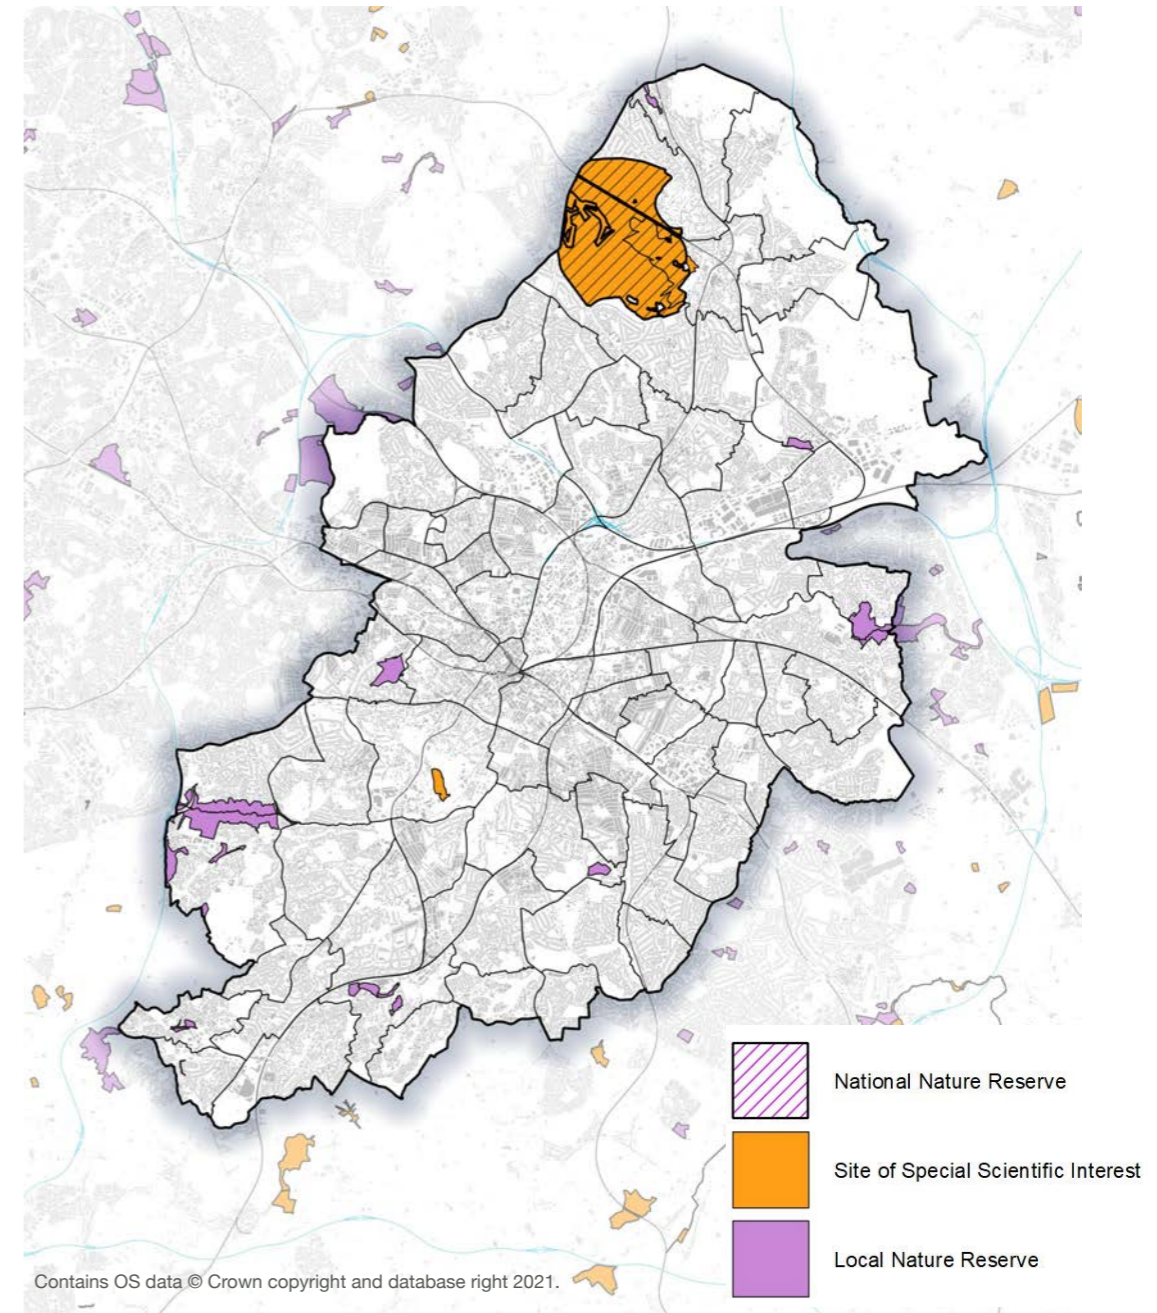 National Nature Reserve
Site of Special Scientific Interest
Local Nature Reserve
Contains OS data © Crown copyright and database right 2021.